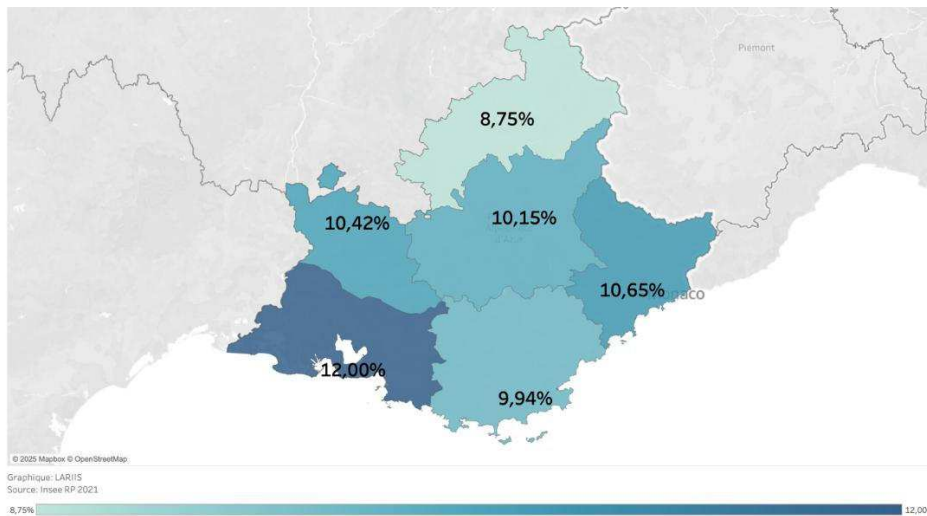 Piemont
8,75%
10,42%
10,15%
10,65%
12,00%
9,94%
© 2025 Mapbox © OpenStreetMap
Graphique: LARIIS
Source: Insee RP 2021
8,75%
12,00